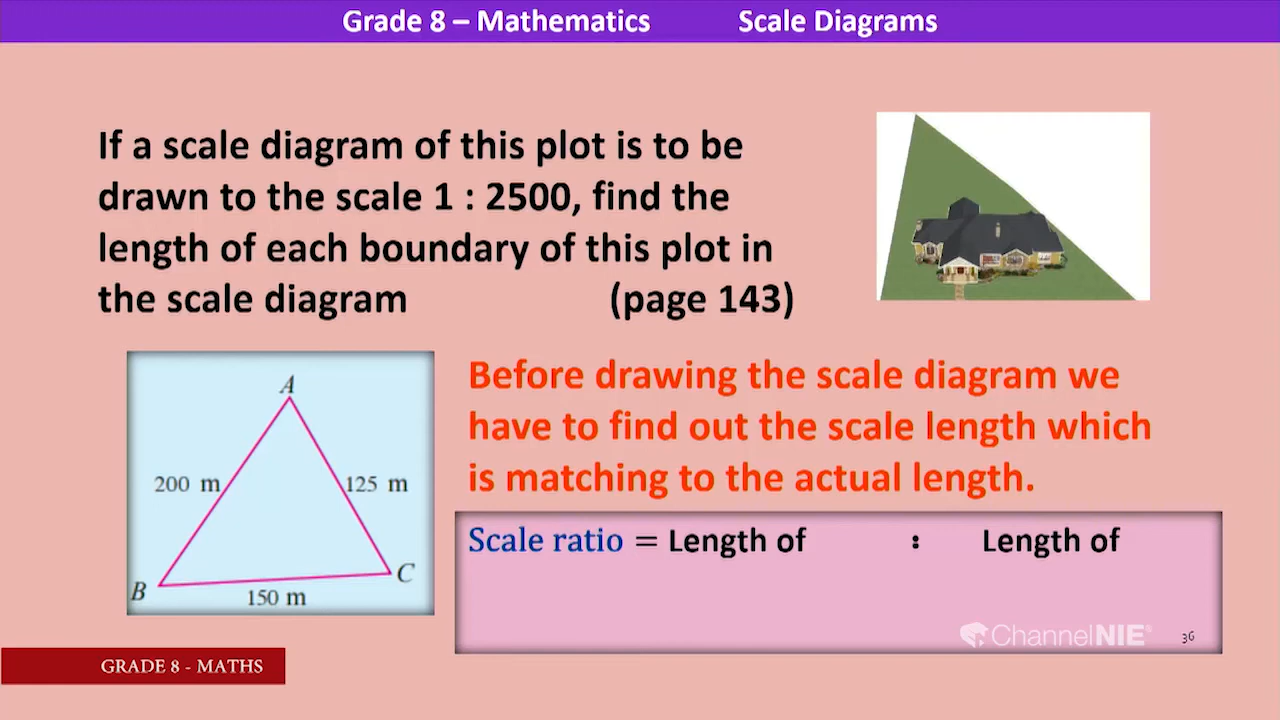 Grade 8 – Mathematics Scale Diagrams
If a scale diagram of this plot is to be
drawn to the scale 1 : 2500, find the
length of each boundary of this plot in
the scale diagram (page 143)
A
200 m
125 m
B
C
150 m
Before drawing the scale diagram we
have to find out the scale length which
is matching to the actual length.
Scale ratio = Length of : Length of
ChannelNIE®
36
GRADE 8 - MATHS